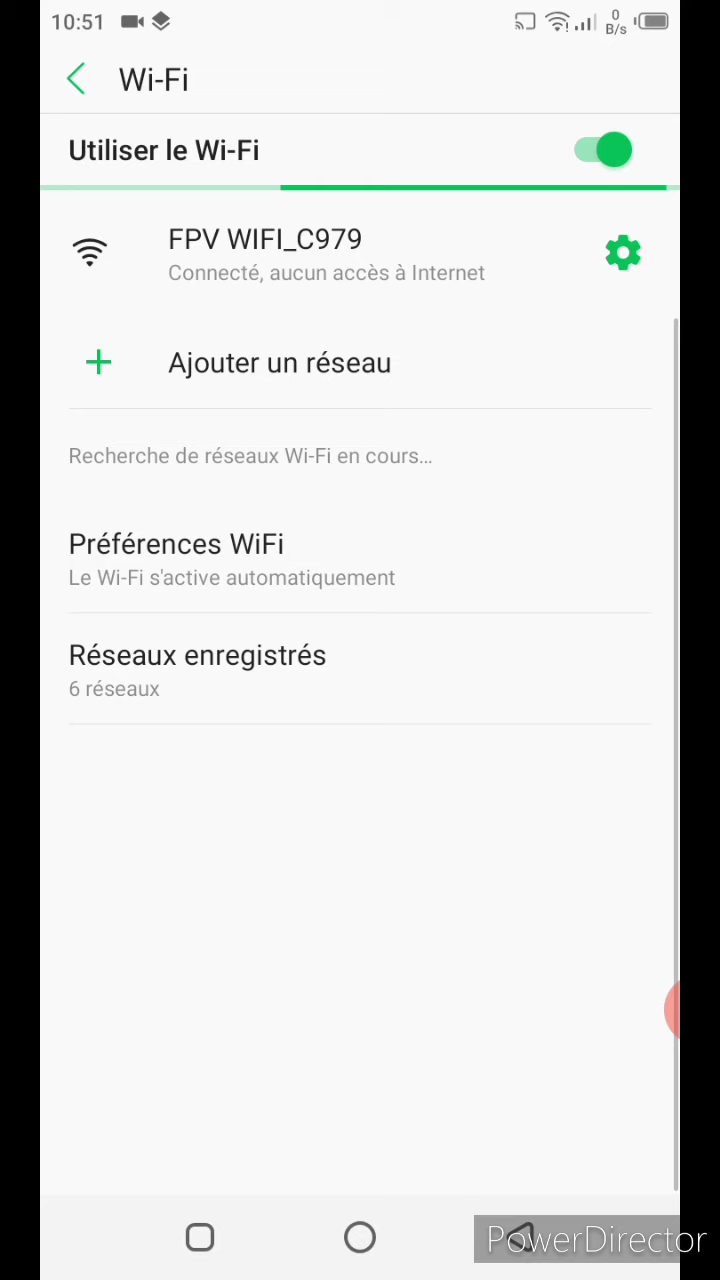 10:51
0
B/s
Wi-Fi
Utiliser le Wi-Fi
FPV WIFI_C979
Connecté, aucun accès à Internet
Ajouter un réseau
Recherche de réseaux Wi-Fi en cours…
Préférences WiFi
Le Wi-Fi s'active automatiquement
Réseaux enregistrés
6 réseaux
PowerDirector